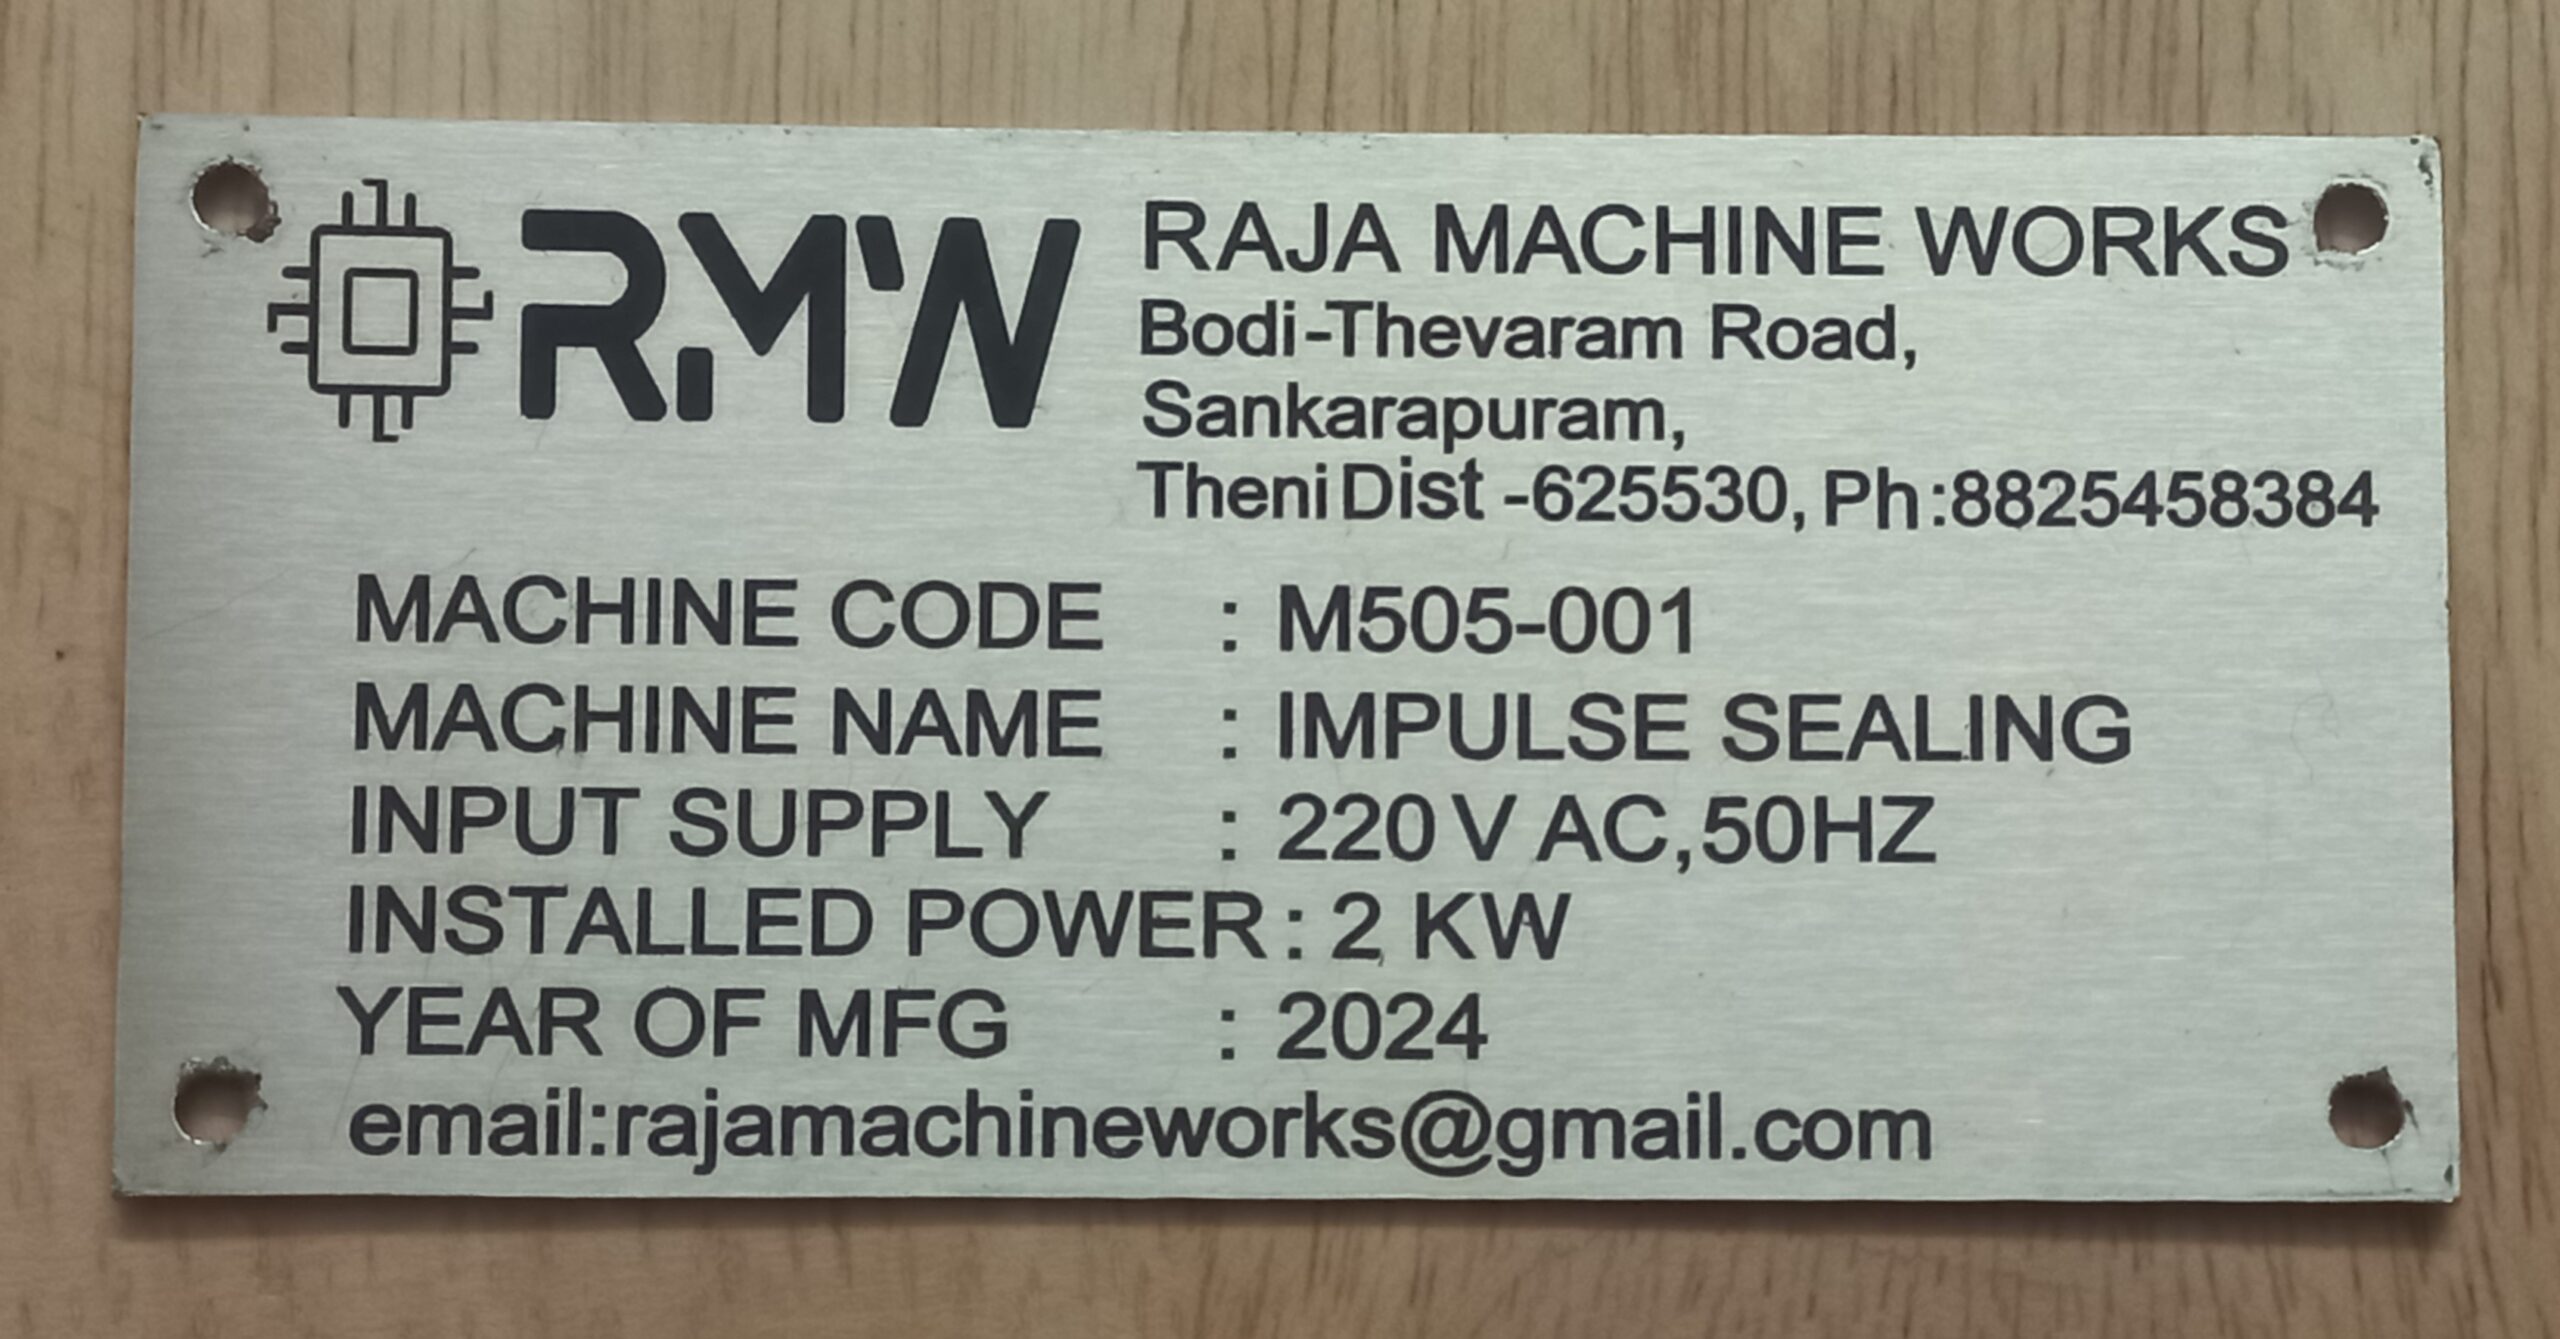 RMW
RAJA MACHINE WORKS
Bodi-Thevaram Road,
Sankarapuram,
Theni Dist -625530, Ph:8825458384
MACHINE CODE : M505-001
MACHINE NAME : IMPULSE SEALING
INPUT SUPPLY : 220 V AC,50HZ
INSTALLED POWER : 2 KW
YEAR OF MFG : 2024
email:rajamachineworks@gmail.com